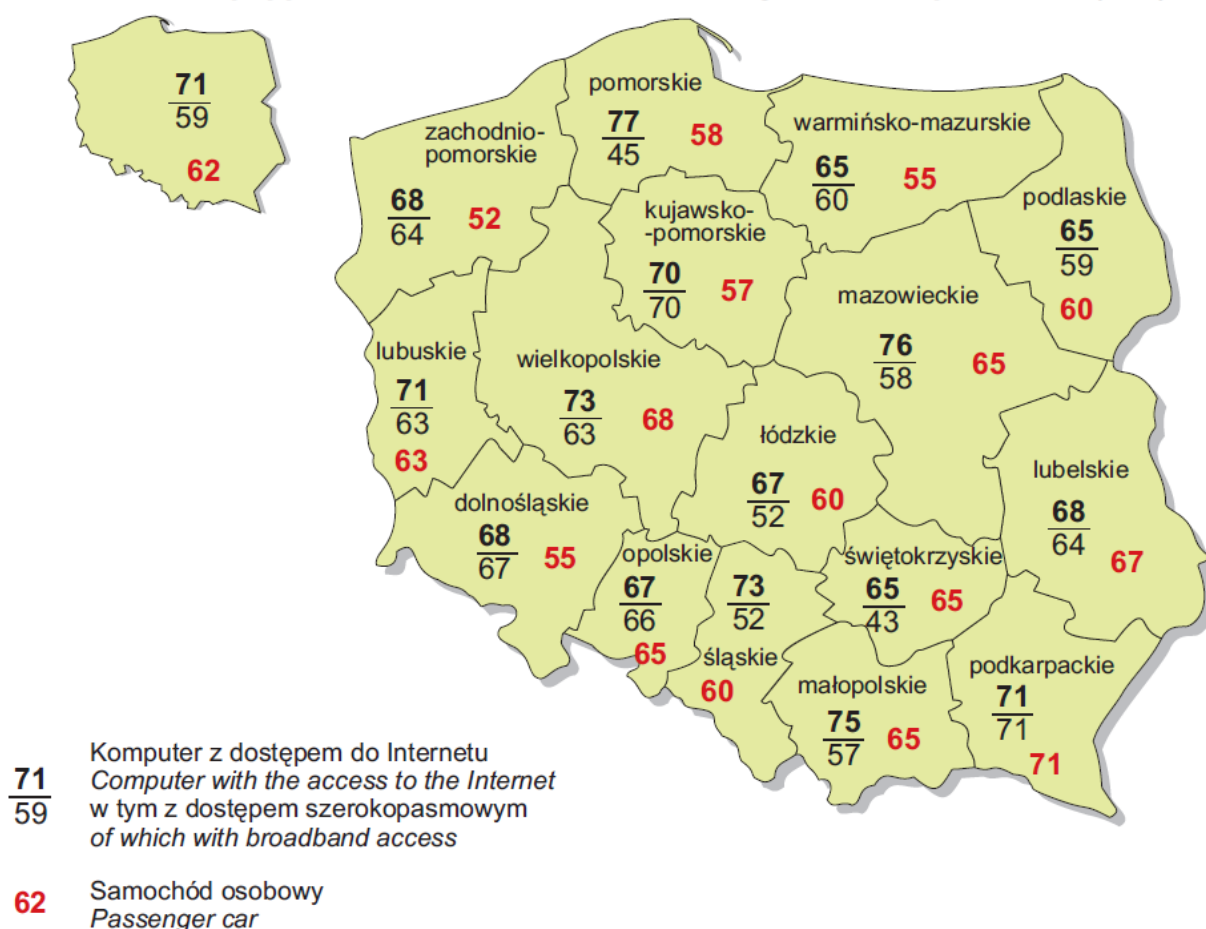 71
59
62
pomorskie
77
45
58
zachodnio-
pomorskie
68
64
52
warmińsko-mazurskie
65
60
55
podlaskie
65
59
60
kujawsko-
-pomorskie
70
70
57
mazowieckie
76
58
65
lubuskie
71
63
63
wielkopolskie
73
63
68
łódzkie
67
52
60
lubelskie
68
64
67
dolnośląskie
68
67
55
opolskie
67
66
65
73
52
śląskie
60
świętokrzyskie
65
43
65
małopolskie
75
57
65
podkarpackie
71
71
71
71
59
Komputer z dostępem do Internetu
Computer with the access to the Internet
w tym z dostępem szerokopasmowym
of which with broadband access
62
Samochód osobowy
Passenger car